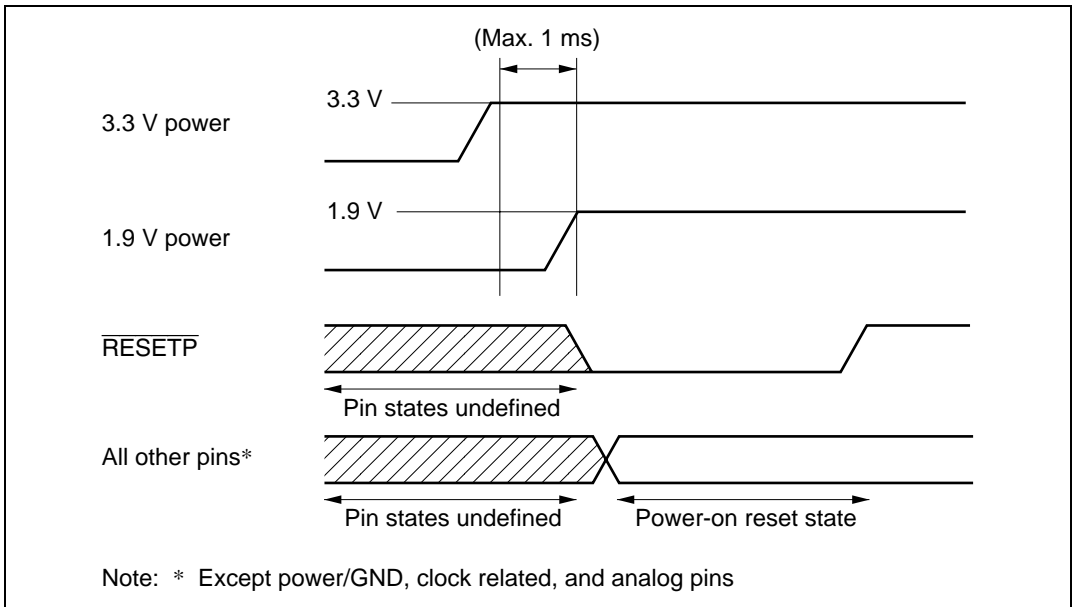 (Max. 1 ms)
3.3 V
3.3 V power
1.9 V
1.9 V power
RESETP
Pin states undefined
All other pins*
Pin states undefined
Power-on reset state
Note: * Except power/GND, clock related, and analog pins